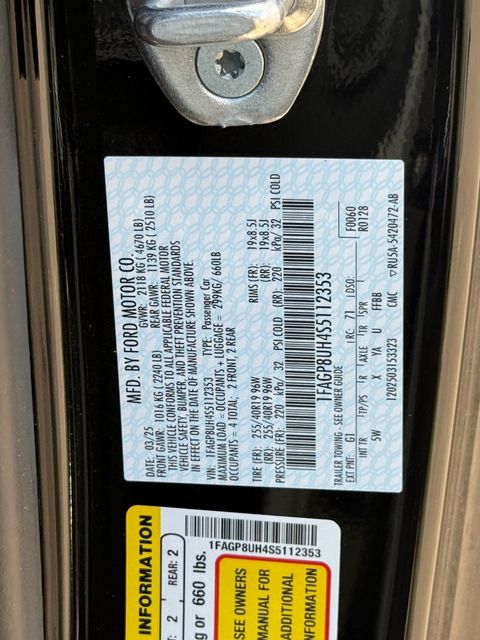 MFD. BY FORD MOTOR CO.
DATE: 03/25 GVWR: 2118 KG ( 4670 LB)
FRONT GAWR: 1016 KG ( 2240 LB) REAR GAWR: 1139 KG ( 2510 LB)
THIS VEHICLE CONFORMS TO ALL APPLICABLE FEDERAL MOTOR
VEHICLE SAFETY, BUMPER, AND THEFT PREVENTION STANDARDS
IN EFFECT ON THE DATE OF MANUFACTURE SHOWN ABOVE.
VIN: 1FAGP8UH4S5112353 TYPE: Passenger Car
MAXIMUM LOAD = OCCUPANTS + LUGGAGE = 299KG/ 660LB
OCCUPANTS = 4 TOTAL; 2 FRONT, 2 REAR
TIRE (FR): 255/40R19 96W RIMS (FR): 19x8.5J
(RR): 255/40R19 96W (RR): 19x8.5J
PRESSURE (FR): 220 kPa/ 32 PSI COLD (RR): 220 kPa/ 32 PSI COLD
1FAGP8UH4S5112353
TRAILER TOWING - SEE OWNER GUIDE F0060
EXT PNT: G1 RC: 71 DSO: R0128
INT TR TP/PS R AXLE TR SPR
5W X YA U FFBB
1202503153323 CMC ▽RU5A-5420472-AB
INFORMATION
: 2 REAR: 2
kg or 660 lbs.
1FAGP8UH4S5112353
SEE OWNERS
MANUAL FOR
ADDITIONAL